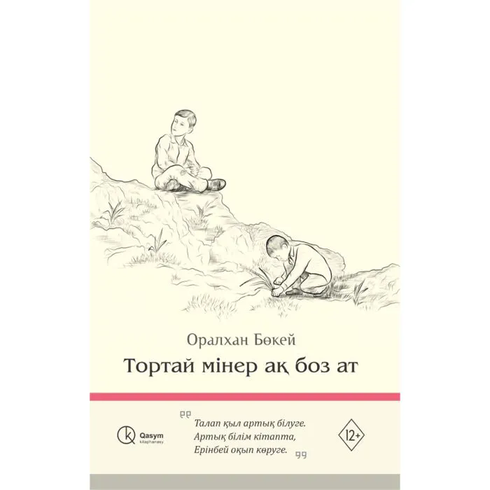 Оралхан Бөкей
Тортай мінер ақ боз ат
Талап қыл артық білуге.
Артық білім кітапта,
Ерінбей оқып көруге.
Qasym
kitaphanasy
12+